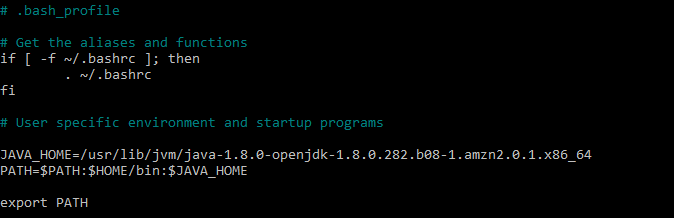 # .bash_profile
# Get the aliases and functions
if [ -f ~/.bashrc ]; then
        . ~/.bashrc
fi
# User specific environment and startup programs
JAVA_HOME=/usr/lib/jvm/java-1.8.0-openjdk-1.8.0.282.b08-1.amzn2.0.1.x86_64
PATH=$PATH:$HOME/bin:$JAVA_HOME
export PATH